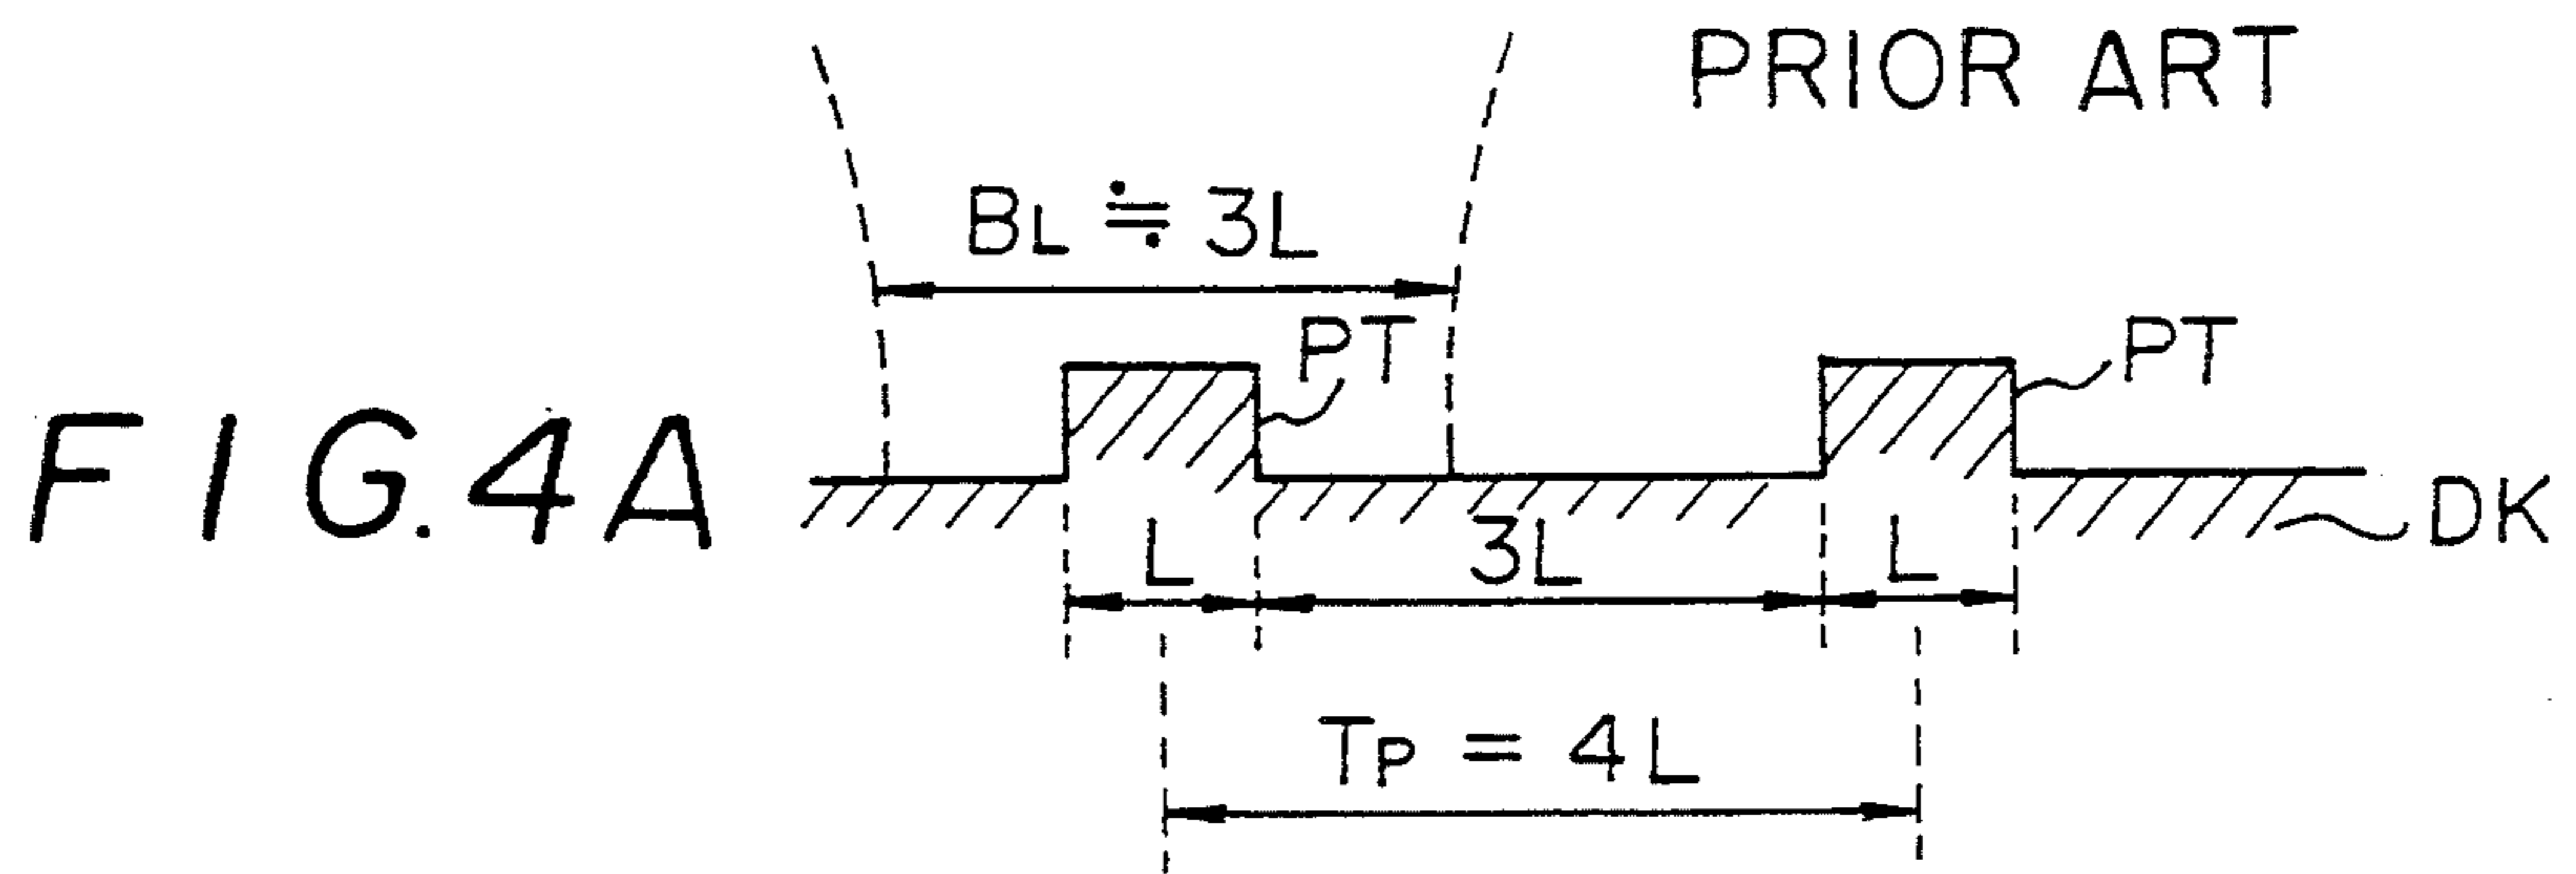 PRIOR ART
BL ≒ 3L
PT
PT
FIG.4A
DK
L
3L
L
TP = 4L